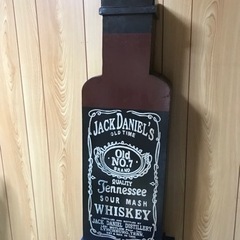 JACK DANIEL'S
OLD TIME
Old
NO.7
BRAND
QUALITY
Tennessee
SOUR MASH
WHISKEY
JACK DANIEL DISTILLERY